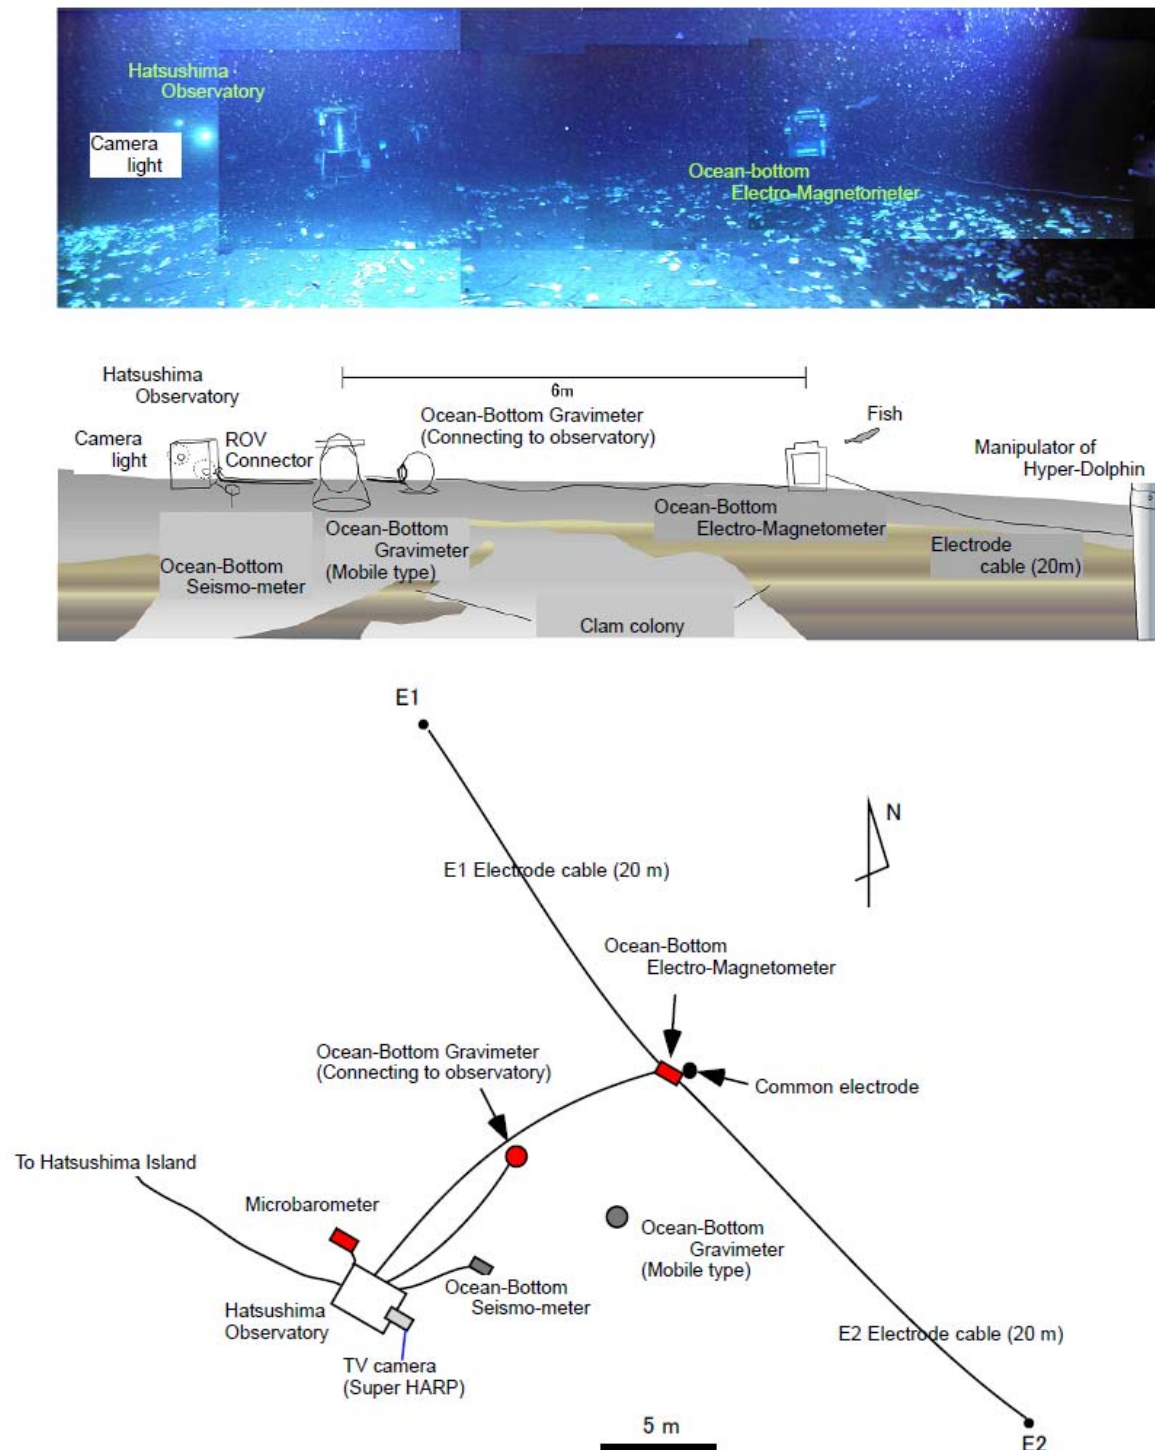 Hatsushima
Observatory
Camera
light
Ocean-bottom
Electro-Magnetometer
Hatsushima
Observatory
6m
Ocean-Bottom Gravimeter
(Connecting to observatory)
Fish
Camera
light
ROV
Connector
Manipulator of
Hyper-Dolphin
Ocean-Bottom
Seismo-meter
Ocean-Bottom
Gravimeter
(Mobile type)
Ocean-Bottom
Electro-Magnetometer
Electrode
cable (20m)
Clam colony
E1
N
E1 Electrode cable (20 m)
Ocean-Bottom
Electro-Magnetometer
Ocean-Bottom Gravimeter
(Connecting to observatory)
Common electrode
To Hatsushima Island
Microbarometer
Ocean-Bottom
Gravimeter
(Mobile type)
Ocean-Bottom
Seismo-meter
Hatsushima
Observatory
E2 Electrode cable (20 m)
TV camera
(Super HARP)
5 m
E2